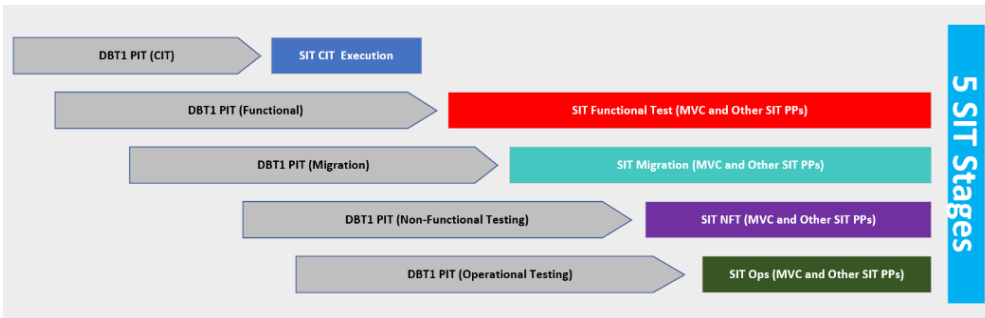 DBT1 PIT (CIT)
SIT CIT  Execution
DBT1 PIT (Functional)
SIT Functional Test (MVC and Other SIT PPs)
DBT1 PIT (Migration)
SIT Migration (MVC and Other SIT PPs)
DBT1 PIT (Non-Functional Testing)
SIT NFT (MVC and Other SIT PPs)
DBT1 PIT (Operational Testing)
SIT Ops (MVC and Other SIT PPs)
5 SIT Stages